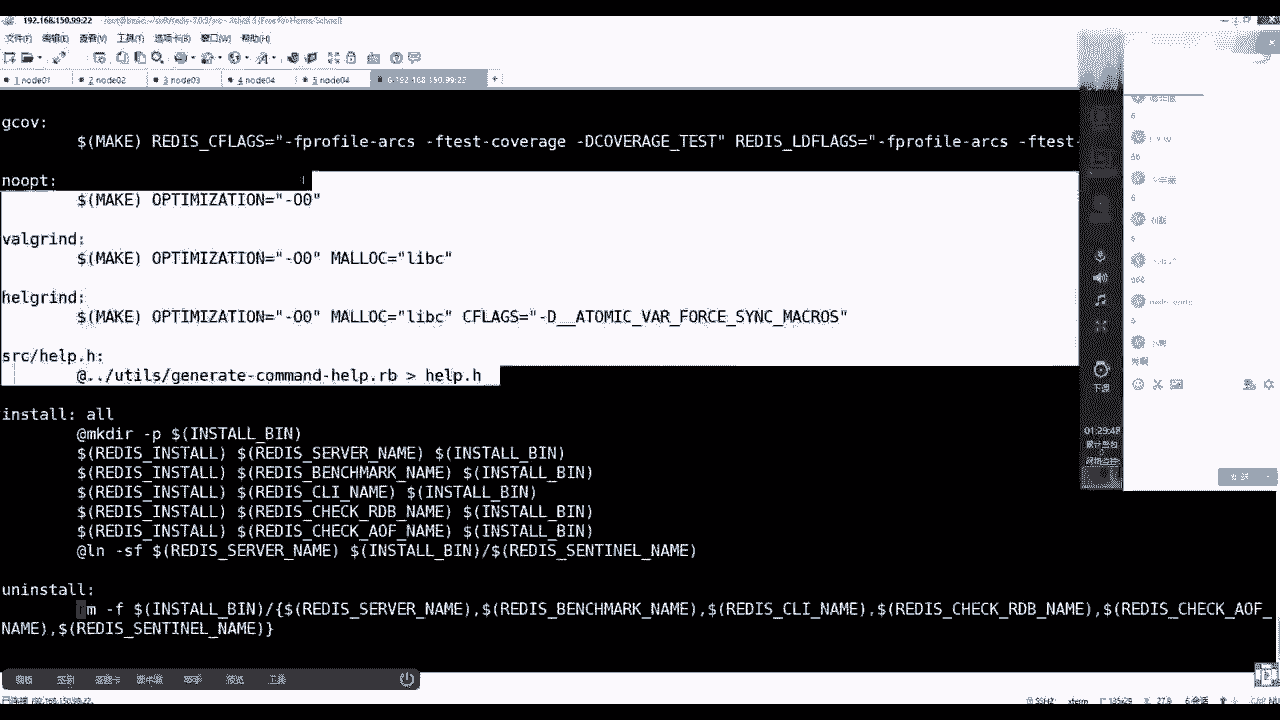 192.168.150.99:22
文件(F) 编辑(E) 查看(V) 工具(T) 选项卡(B) 窗口(W) 帮助(H)
1 node01 2 node02 3 node03 4 node04 5 node04 6 192.168.150.99:22 +
gcov:
$(MAKE) REDIS_CFLAGS="-fprofile-arcs -ftest-coverage -DCOVERAGE_TEST" REDIS_LDFLAGS="-fprofile-arcs -ftest-
noopt:
$(MAKE) OPTIMIZATION="-O0"
valgrind:
$(MAKE) OPTIMIZATION="-O0" MALLOC="libc"
helgrind:
$(MAKE) OPTIMIZATION="-O0" MALLOC="libc" CFLAGS="-D__ATOMIC_VAR_FORCE_SYNC_MACROS"
src/help.h:
@../utils/generate-command-help.rb > help.h
install: all
@mkdir -p $(INSTALL_BIN)
$(REDIS_INSTALL) $(REDIS_SERVER_NAME) $(INSTALL_BIN)
$(REDIS_INSTALL) $(REDIS_BENCHMARK_NAME) $(INSTALL_BIN)
$(REDIS_INSTALL) $(REDIS_CLI_NAME) $(INSTALL_BIN)
$(REDIS_INSTALL) $(REDIS_CHECK_RDB_NAME) $(INSTALL_BIN)
$(REDIS_INSTALL) $(REDIS_CHECK_AOF_NAME) $(INSTALL_BIN)
@ln -sf $(REDIS_SERVER_NAME) $(INSTALL_BIN)/$(REDIS_SENTINEL_NAME)
uninstall:
rm -f $(INSTALL_BIN)/{$(REDIS_SERVER_NAME),$(REDIS_BENCHMARK_NAME),$(REDIS_CLI_NAME),$(REDIS_CHECK_RDB_NAME),$(REDIS_CHECK_AOF_
NAME),$(REDIS_SENTINEL_NAME)}
下课
01:29:48
SSH2 xterm